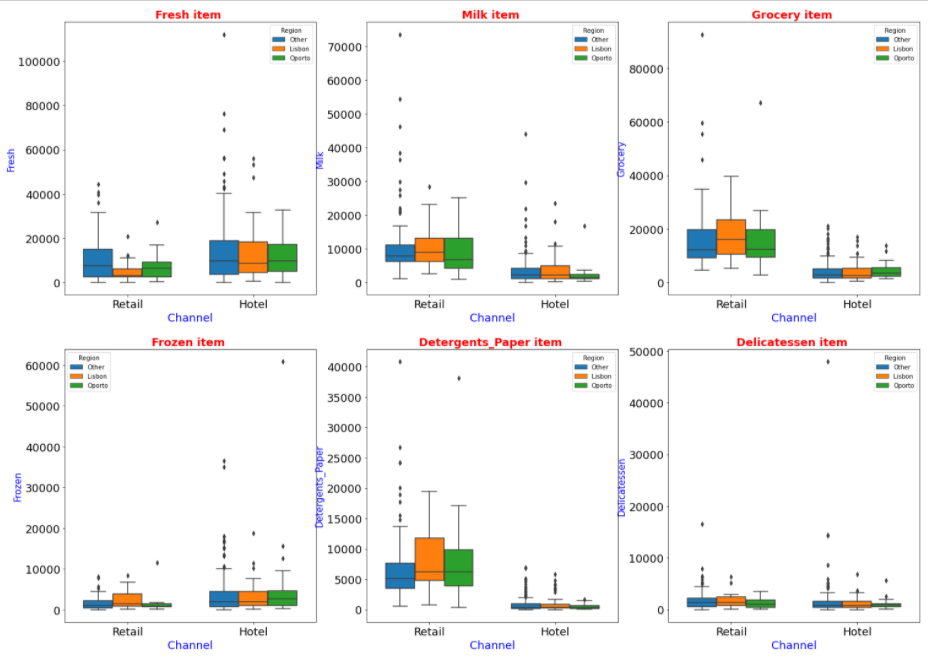 Fresh item
Region
Other
Lisbon
Oporto
100000
80000
60000
40000
20000
0
Fresh
Retail
Hotel
Channel
Milk item
Region
Other
Lisbon
Oporto
70000
60000
50000
40000
30000
20000
10000
0
Milk
Retail
Hotel
Channel
Grocery item
Region
Other
Lisbon
Oporto
80000
60000
40000
20000
0
Grocery
Retail
Hotel
Channel
Frozen item
Region
Other
Lisbon
Oporto
60000
50000
40000
30000
20000
10000
0
Frozen
Retail
Hotel
Channel
Detergents_Paper item
Region
Other
Lisbon
Oporto
40000
35000
30000
25000
20000
15000
10000
5000
0
Detergents_Paper
Retail
Hotel
Channel
Delicatessen item
Region
Other
Lisbon
Oporto
50000
40000
30000
20000
10000
0
Delicatessen
Retail
Hotel
Channel